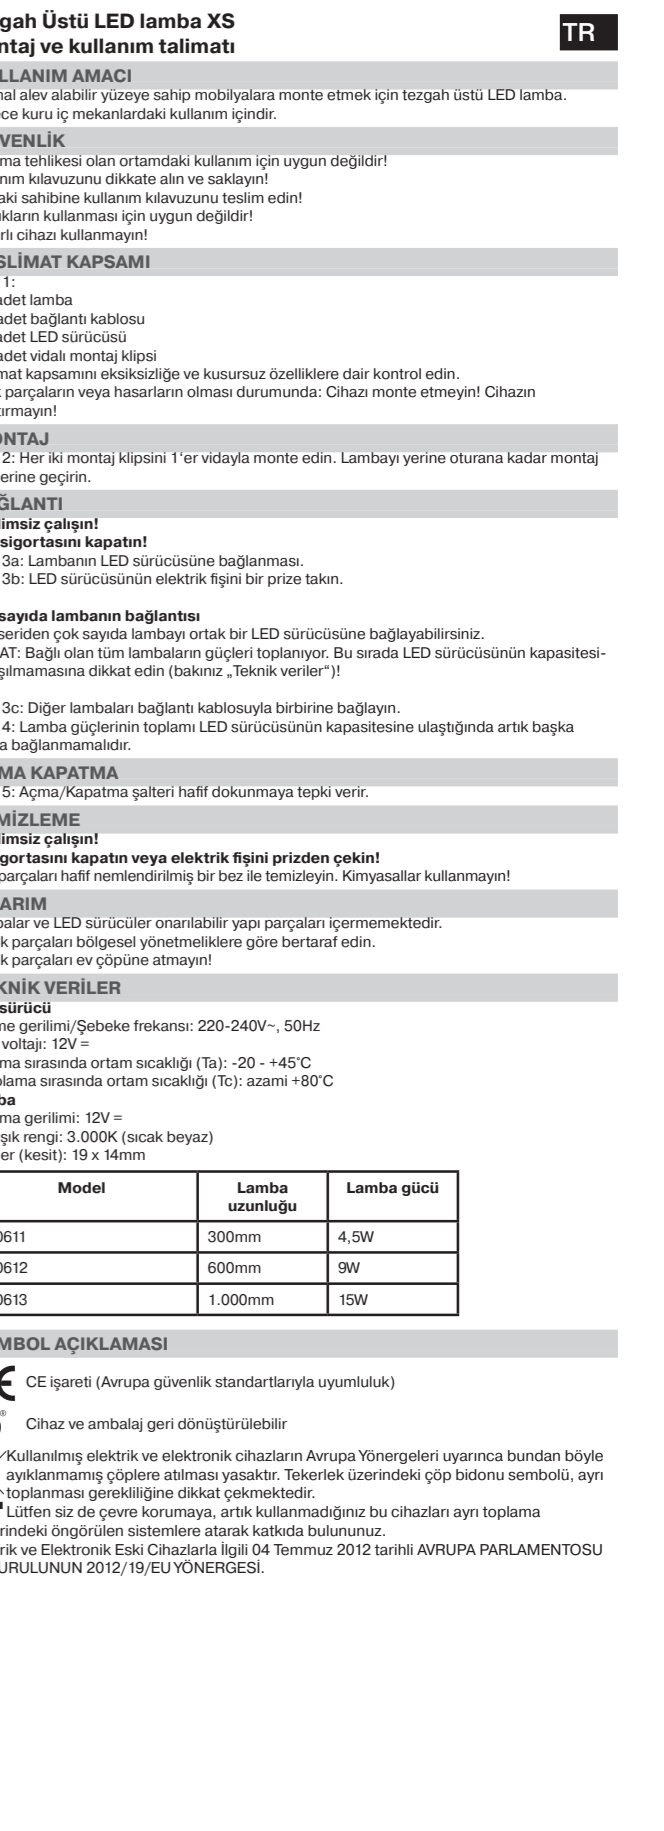 gah Üstü LED lamba XS
ntaj ve kullanım talimatı
TR
LLANIM AMACI
nal alev alabilir yüzeye sahip mobilyalara monte etmek için tezgah üstü LED lamba.
ce kuru iç mekanlardaki kullanım içindir.
VENLİK
ma tehlikesi olan ortamdaki kullanım için uygun değildir!
nım kılavuzunu dikkate alın ve saklayın!
aki sahibine kullanım kılavuzunu teslim edin!
kların kullanması için uygun değildir!
rlı cihazı kullanmayın!
SLİMAT KAPSAMI
1:
adet lamba
adet bağlantı kablosu
adet LED sürücüsü
adet vidalı montaj klipsi
mat kapsamını eksiksizliğe ve kusursuz özelliklere dair kontrol edin.
k parçaların veya hasarların olması durumunda: Cihazı monte etmeyin! Cihazın
tırmayın!
ONTAJ
2: Her iki montaj klipsini 1‘er vidayla monte edin. Lambayı yerine oturana kadar montaj
erine geçirin.
ĞLANTI
limsiz çalışın!
sigortasını kapatın!
3a: Lambanın LED sürücüsüne bağlanması.
3b: LED sürücüsünün elektrik fişini bir prize takın.
sayıda lambanın bağlantısı
seriden çok sayıda lambayı ortak bir LED sürücüsüne bağlayabilirsiniz.
AT: Bağlı olan tüm lambaların güçleri toplanıyor. Bu sırada LED sürücüsünün kapasitesi-
şılmamasına dikkat edin (bakınız „Teknik veriler“)!
3c: Diğer lambaları bağlantı kablosuyla birbirine bağlayın.
4: Lamba güçlerinin toplamı LED sürücüsünün kapasitesine ulaştığında artık başka
a bağlanmamalıdır.
MA KAPATMA
5: Açma/Kapatma şalteri hafif dokunmaya tepki verir.
MİZLEME
limsiz çalışın!
gortasını kapatın veya elektrik fişini prizden çekin!
parçaları hafif nemlendirilmiş bir bez ile temizleyin. Kimyasallar kullanmayın!
ARIM
balar ve LED sürücüler onarılabilir yapı parçaları içermemektedir.
k parçaları bölgesel yönetmeliklere göre bertaraf edin.
k parçaları ev çöpüne atmayın!
KNİK VERİLER
sürücü
me gerilimi/Şebeke frekansı: 220-240V~, 50Hz
voltajı: 12V =
ma sırasında ortam sıcaklığı (Ta): -20 - +45°C
olama sırasında ortam sıcaklığı (Tc): azami +80°C
ba
ma gerilimi: 12V =
şık rengi: 3.000K (sıcak beyaz)
er (kesit): 19 x 14mm
Model Lamba uzunluğu Lamba gücü
0611 300mm 4,5W
0612 600mm 9W
0613 1.000mm 15W
MBOL AÇIKLAMASI
CE işareti (Avrupa güvenlik standartlarıyla uyumluluk)
Cihaz ve ambalaj geri dönüştürülebilir
Kullanılmış elektrik ve elektronik cihazların Avrupa Yönergeleri uyarınca bundan böyle
ayıklanmamış çöplere atılması yasaktır. Tekerlek üzerindeki çöp bidonu sembolü, ayrı
toplanması gerekliliğine dikkat çekmektedir.
Lütfen siz de çevre korumaya, artık kullanmadığınız bu cihazları ayrı toplama
rindeki öngörülen sistemlere atarak katkıda bulununuz.
rik ve Elektronik Eski Cihazlarla İlgili 04 Temmuz 2012 tarihli AVRUPA PARLAMENTOSU
URULUNUN 2012/19/EU YÖNERGESİ.